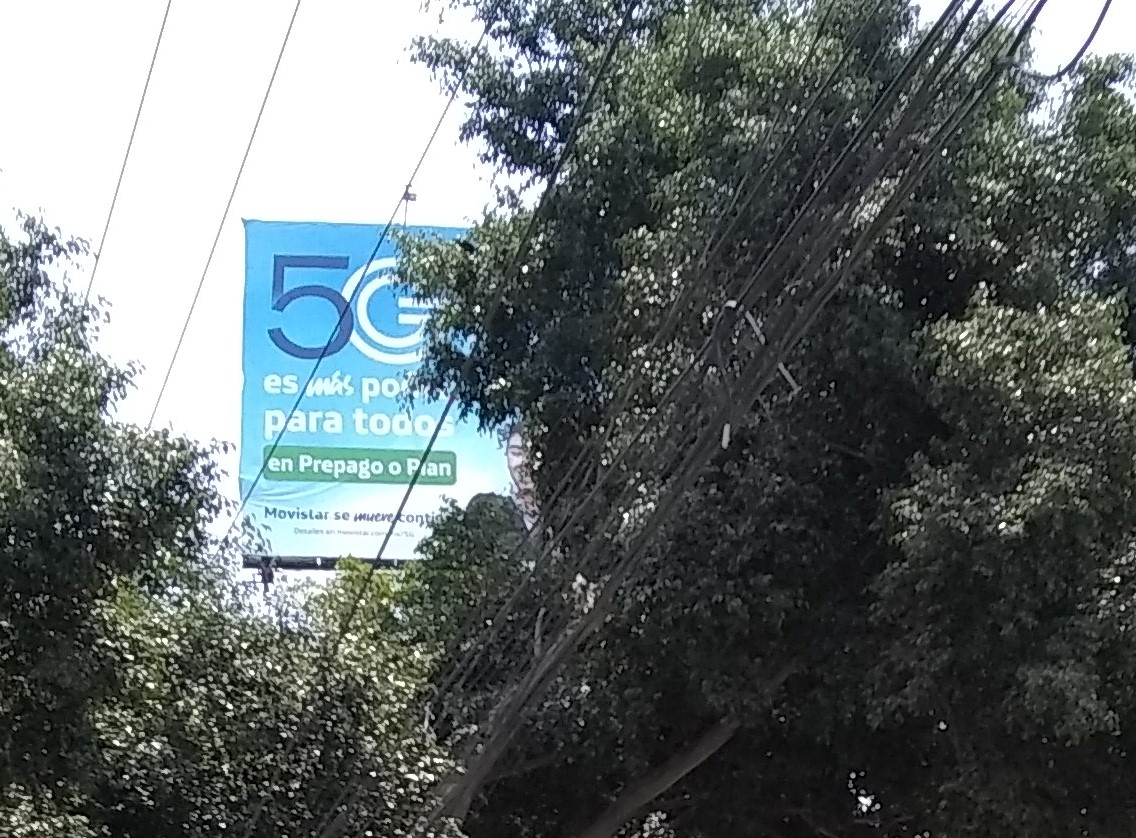 5G
es más
para todos
en Prepago o Plan
Movistar se mueve